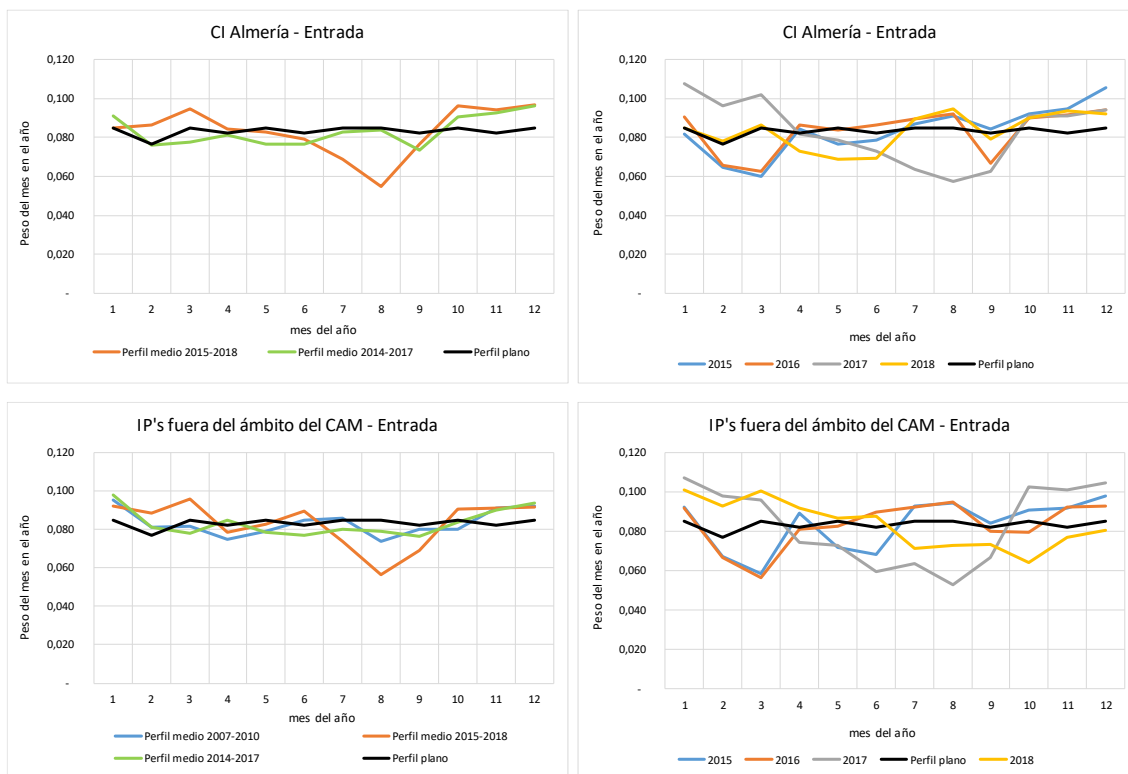 CI Almería - Entrada
Peso del mes en el año
0,120
0,100
0,080
0,060
0,040
0,020
-
1 2 3 4 5 6 7 8 9 10 11 12
mes del año
Perfil medio 2015-2018 Perfil medio 2014-2017 Perfil plano
CI Almería - Entrada
Peso del mes en el año
0,120
0,100
0,080
0,060
0,040
0,020
-
1 2 3 4 5 6 7 8 9 10 11 12
mes del año
2015 2016 2017 2018 Perfil plano
IP's fuera del ámbito del CAM - Entrada
Peso del mes en el año
0,120
0,100
0,080
0,060
0,040
0,020
-
1 2 3 4 5 6 7 8 9 10 11 12
mes del año
Perfil medio 2007-2010 Perfil medio 2015-2018
Perfil medio 2014-2017 Perfil plano
IP's fuera del ámbito del CAM - Entrada
Peso del mes en el año
0,120
0,100
0,080
0,060
0,040
0,020
-
1 2 3 4 5 6 7 8 9 10 11 12
mes del año
2015 2016 2017 Perfil plano 2018